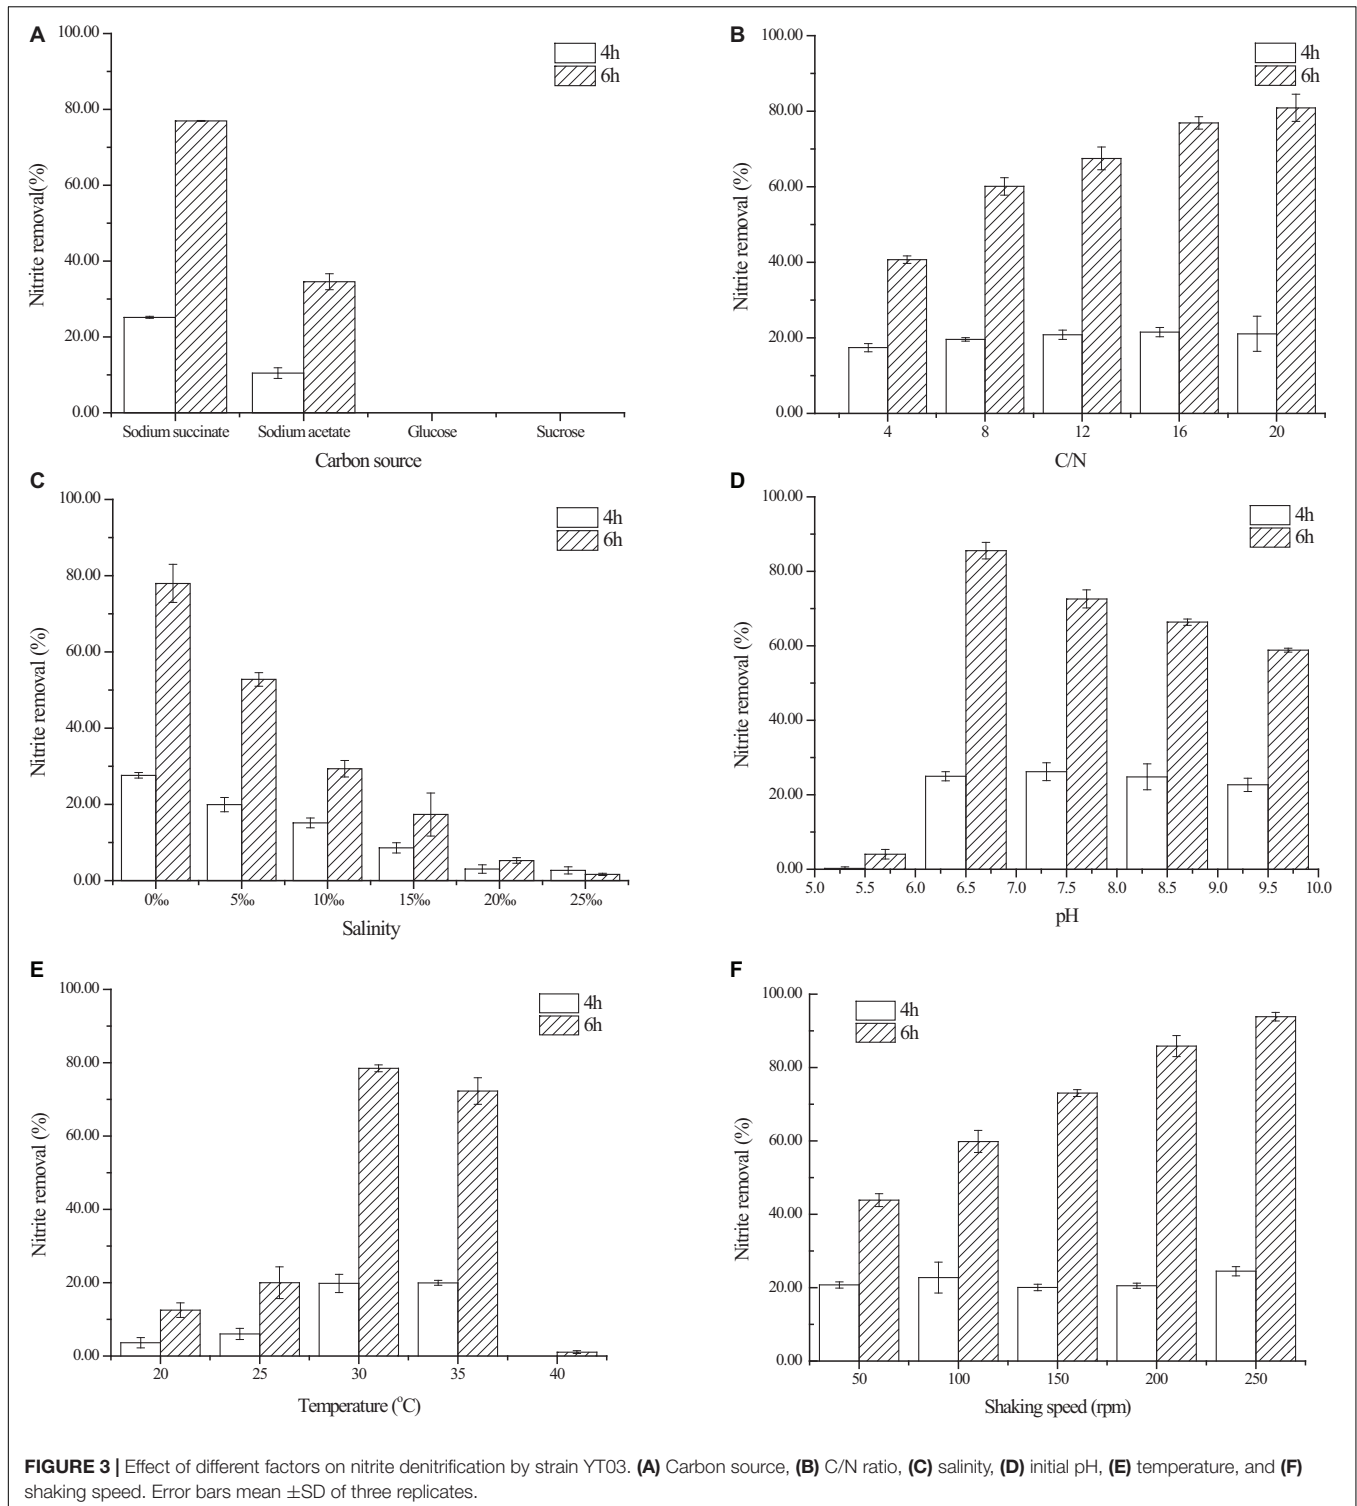 A
100.00
80.00
60.00
40.00
20.00
0.00
Nitrite removal(%)
4h
6h
Sodium succinate Sodium acetate Glucose Sucrose
Carbon source
B
100.00
80.00
60.00
40.00
20.00
0.00
Nitrite removal (%)
4h
6h
4 8 12 16 20
C/N
C
100.00
80.00
60.00
40.00
20.00
0.00
Nitrite removal (%)
4h
6h
0‰ 5‰ 10‰ 15‰ 20‰ 25‰
Salinity
D
100.00
80.00
60.00
40.00
20.00
0.00
Nitrite removal (%)
4h
6h
5.0 5.5 6.0 6.5 7.0 7.5 8.0 8.5 9.0 9.5 10.0
pH
E
100.00
80.00
60.00
40.00
20.00
0.00
Nitrite removal (%)
4h
6h
20 25 30 35 40
Temperature (°C)
F
100.00
80.00
60.00
40.00
20.00
0.00
Nitrite removal (%)
4h
6h
50 100 150 200 250
Shaking speed (rpm)
FIGURE 3 | Effect of different factors on nitrite denitrification by strain YT03. (A) Carbon source, (B) C/N ratio, (C) salinity, (D) initial pH, (E) temperature, and (F)
shaking speed. Error bars mean ±SD of three replicates.